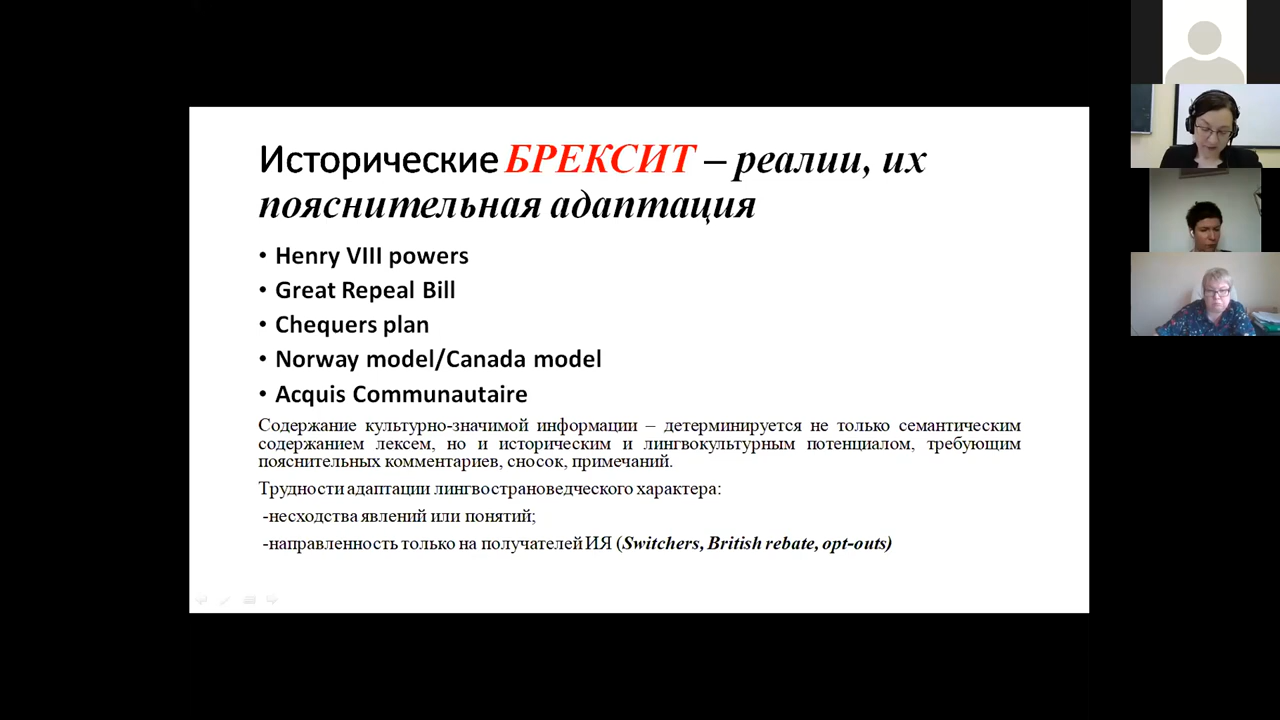 Исторические БРЕКСИТ – реалии, их
пояснительная адаптация
• Henry VIII powers
• Great Repeal Bill
• Chequers plan
• Norway model/Canada model
• Acquis Communautaire
Содержание культурно-значимой информации – детерминируется не только семантическим
содержанием лексем, но и историческим и лингвокультурным потенциалом, требующим
пояснительных комментариев, сносок, примечаний.
Трудности адаптации лингвострановедческого характера:
-несходства явлений или понятий;
-направленность только на получателей ИЯ (Switchers, British rebate, opt-outs)